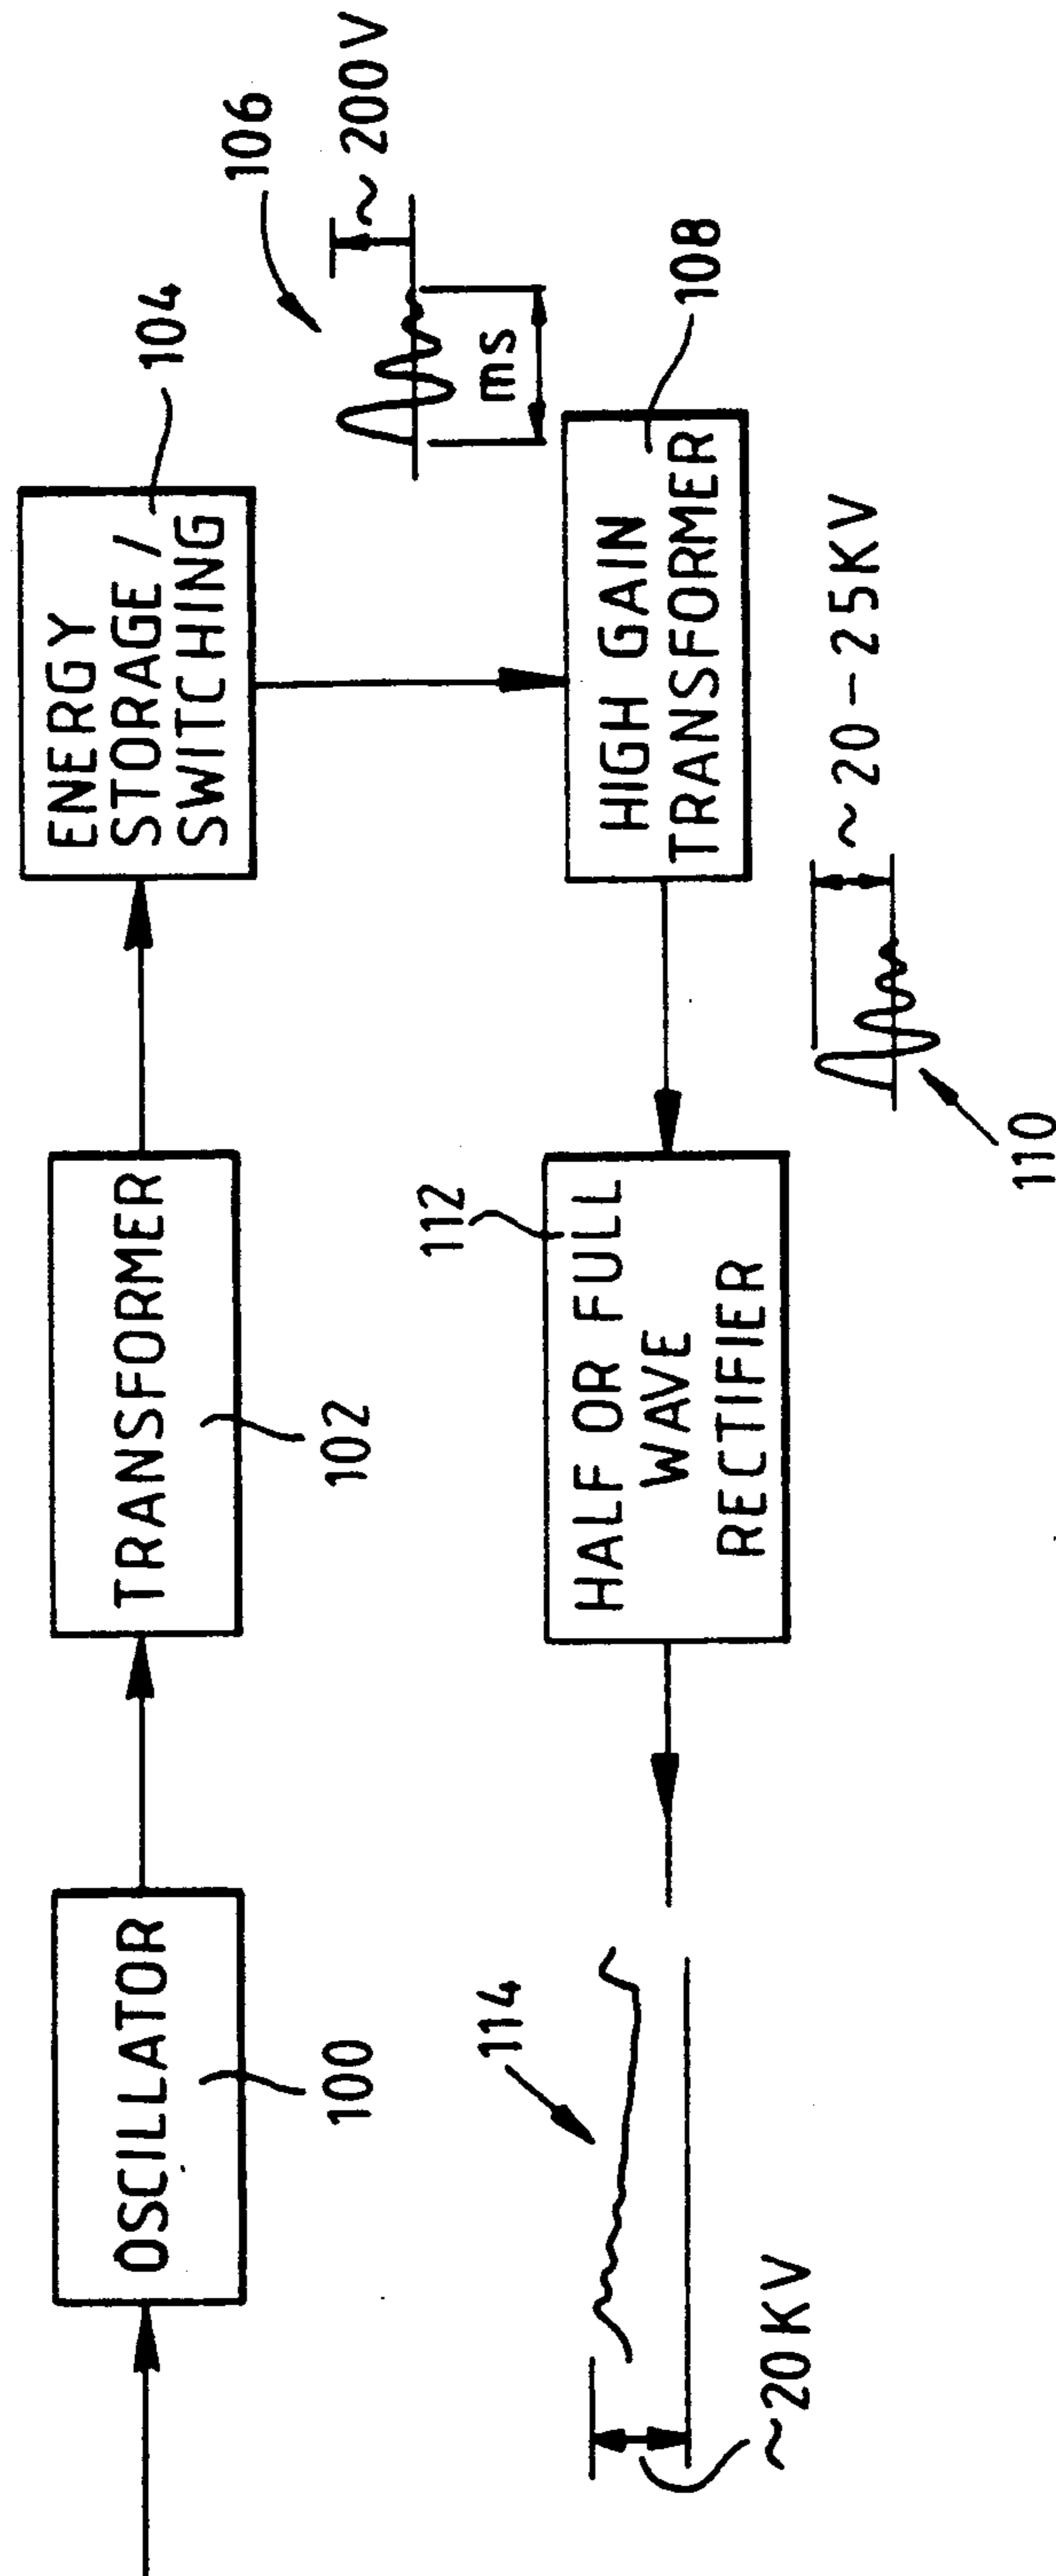 OSCILLATOR
100
TRANSFORMER
102
ENERGY
STORAGE /
SWITCHING
104
106
~ 200V
ms
HIGH GAIN
TRANSFORMER
108
~ 20 - 25KV
110
HALF OR FULL
WAVE
RECTIFIER
112
114
~20KV